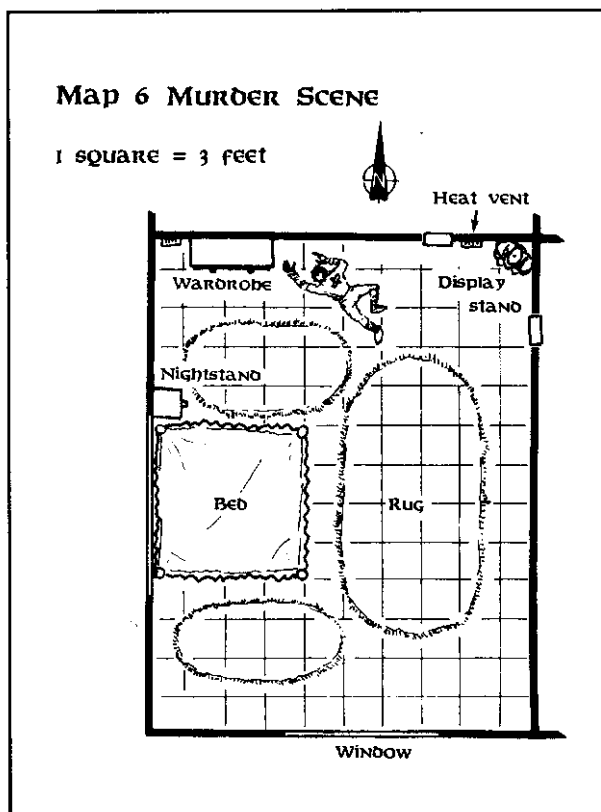 Map 6 Murder Scene
1 square = 3 feet
N
Heat vent
Wardrobe
Display
stand
Nightstand
Bed
Rug
Window